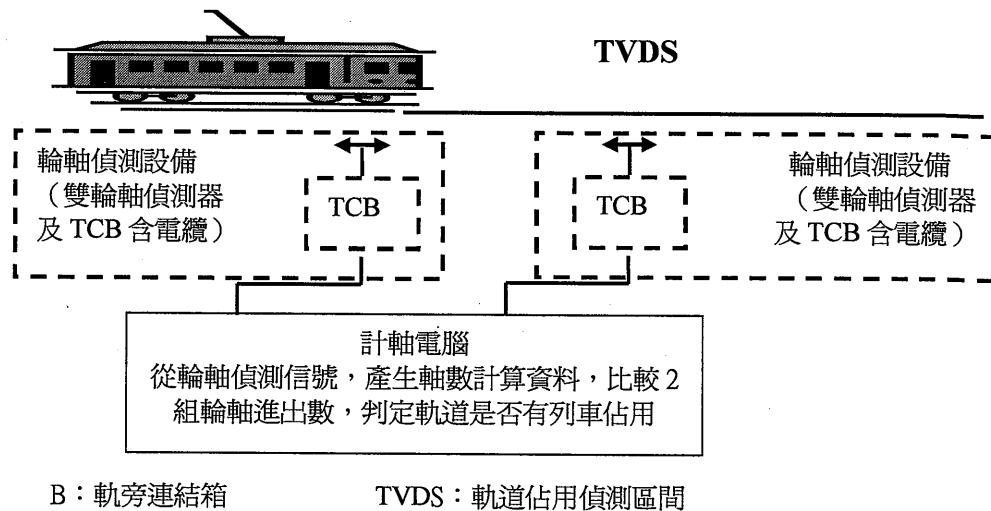 TVDS
輪軸偵測設備
（雙輪軸偵測器
及 TCB 含電纜）
TCB
TCB
輪軸偵測設備
（雙輪軸偵測器
及 TCB 含電纜）
計軸電腦
從輪軸偵測信號，產生軸數計算資料，比較 2
組輪軸進出數，判定軌道是否有列車佔用
B：軌旁連結箱
TVDS：軌道佔用偵測區間